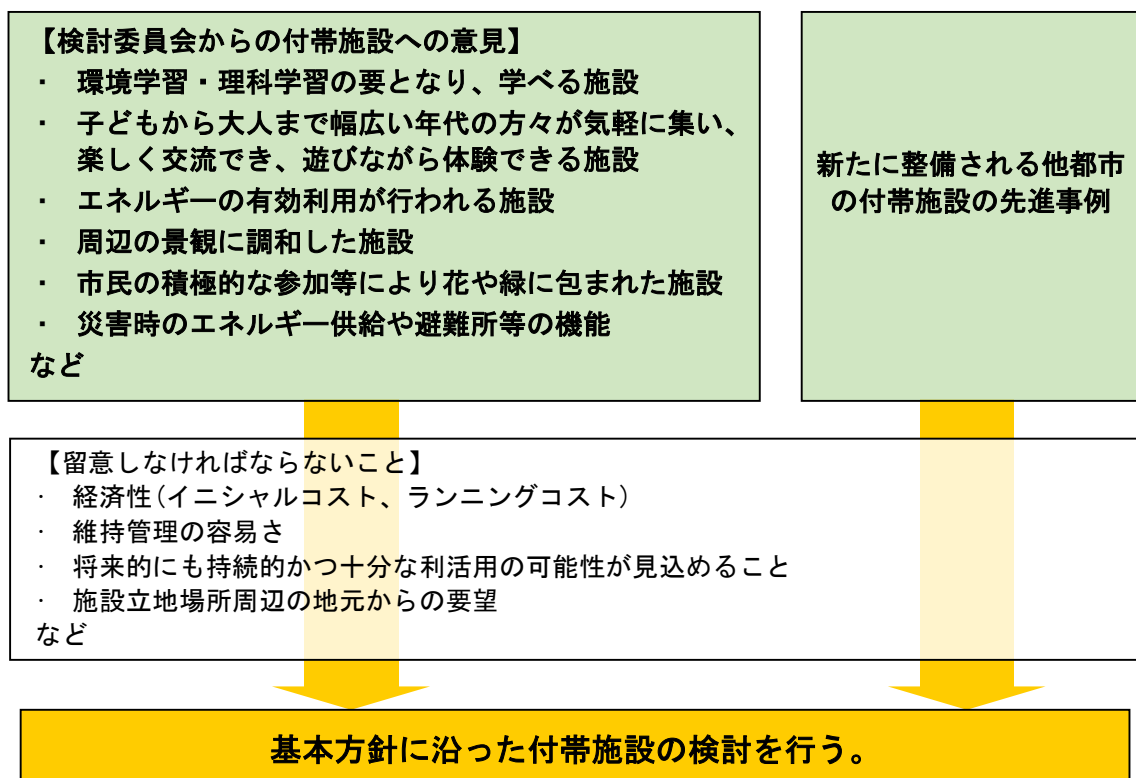 【検討委員会からの付帯施設への意見】
・ 環境学習・理科学習の要となり、学べる施設
・ 子どもから大人まで幅広い年代の方々が気軽に集い、
楽しく交流でき、遊びながら体験できる施設
・ エネルギーの有効利用が行われる施設
・ 周辺の景観に調和した施設
・ 市民の積極的な参加等により花や緑に包まれた施設
・ 災害時のエネルギー供給や避難所等の機能
など
新たに整備される他都市
の付帯施設の先進事例
【留意しなければならないこと】
・ 経済性(イニシャルコスト、ランニングコスト)
・ 維持管理の容易さ
・ 将来的にも持続的かつ十分な利活用の可能性が見込めること
・ 施設立地場所周辺の地元からの要望
など
基本方針に沿った付帯施設の検討を行う。